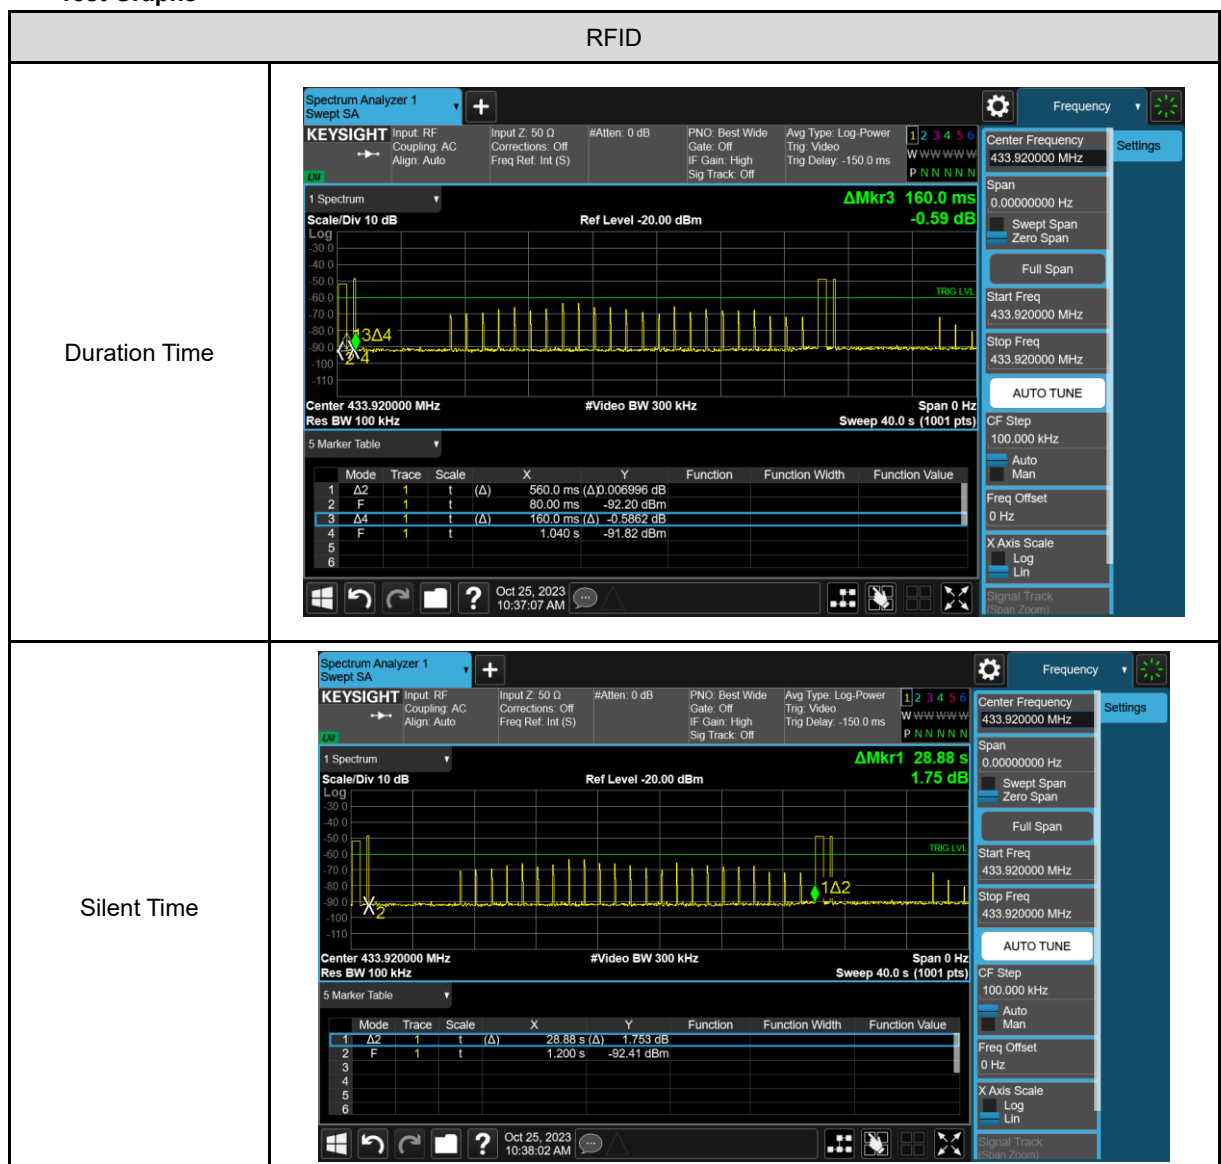 RFID
Duration Time
Spectrum Analyzer 1
Swept SA
Frequency
KEYSIGHT
Input: RF
Coupling: AC
Align: Auto
Input Z: 50 Ω
Corrections: Off
Freq Ref: Int (S)
#Atten: 0 dB
PNO: Best Wide
Gate: Off
IF Gain: High
Sig Track: Off
Avg Type: Log-Power
Trig: Video
Trig Delay: -150.0 ms
1 2 3 4 5 6
W W W W W W
P N N N N N
LXI
Center Frequency
433.920000 MHz
Settings
Span
0.00000000 Hz
Swept Span
Zero Span
Full Span
Start Freq
433.920000 MHz
Stop Freq
433.920000 MHz
AUTO TUNE
CF Step
100.000 kHz
Auto
Man
Freq Offset
0 Hz
X Axis Scale
Log
Lin
Signal Track
(Span Zoom)
1 Spectrum
ΔMkr3 160.0 ms
-0.59 dB
Scale/Div 10 dB
Ref Level -20.00 dBm
Log
-30.0
-40.0
-50.0
-60.0
-70.0
-80.0
-90.0
-100
-110
TRIG LVL
13Δ4
2 4
Center 433.920000 MHz
#Video BW 300 kHz
Span 0 Hz
Res BW 100 kHz
Sweep 40.0 s (1001 pts)
5 Marker Table
Mode Trace Scale X Y Function Function Width Function Value
1 Δ2 1 t (Δ) 560.0 ms (Δ) 0.006996 dB
2 F 1 t 80.00 ms -92.20 dBm
3 Δ4 1 t (Δ) 160.0 ms (Δ) -0.5862 dB
4 F 1 t 1.040 s -91.82 dBm
5
6
?
Oct 25, 2023
10:37:07 AM
Silent Time
Spectrum Analyzer 1
Swept SA
Frequency
KEYSIGHT
Input: RF
Coupling: AC
Align: Auto
Input Z: 50 Ω
Corrections: Off
Freq Ref: Int (S)
#Atten: 0 dB
PNO: Best Wide
Gate: Off
IF Gain: High
Sig Track: Off
Avg Type: Log-Power
Trig: Video
Trig Delay: -150.0 ms
1 2 3 4 5 6
W W W W W W
P N N N N N
LXI
Center Frequency
433.920000 MHz
Settings
Span
0.00000000 Hz
Swept Span
Zero Span
Full Span
Start Freq
433.920000 MHz
Stop Freq
433.920000 MHz
AUTO TUNE
CF Step
100.000 kHz
Auto
Man
Freq Offset
0 Hz
X Axis Scale
Log
Lin
Signal Track
(Span Zoom)
1 Spectrum
ΔMkr1 28.88 s
1.75 dB
Scale/Div 10 dB
Ref Level -20.00 dBm
Log
-30.0
-40.0
-50.0
-60.0
-70.0
-80.0
-90.0
-100
-110
TRIG LVL
1Δ2
2
Center 433.920000 MHz
#Video BW 300 kHz
Span 0 Hz
Res BW 100 kHz
Sweep 40.0 s (1001 pts)
5 Marker Table
Mode Trace Scale X Y Function Function Width Function Value
1 Δ2 1 t (Δ) 28.88 s (Δ) 1.753 dB
2 F 1 t 1.200 s -92.41 dBm
3
4
5
6
?
Oct 25, 2023
10:38:02 AM